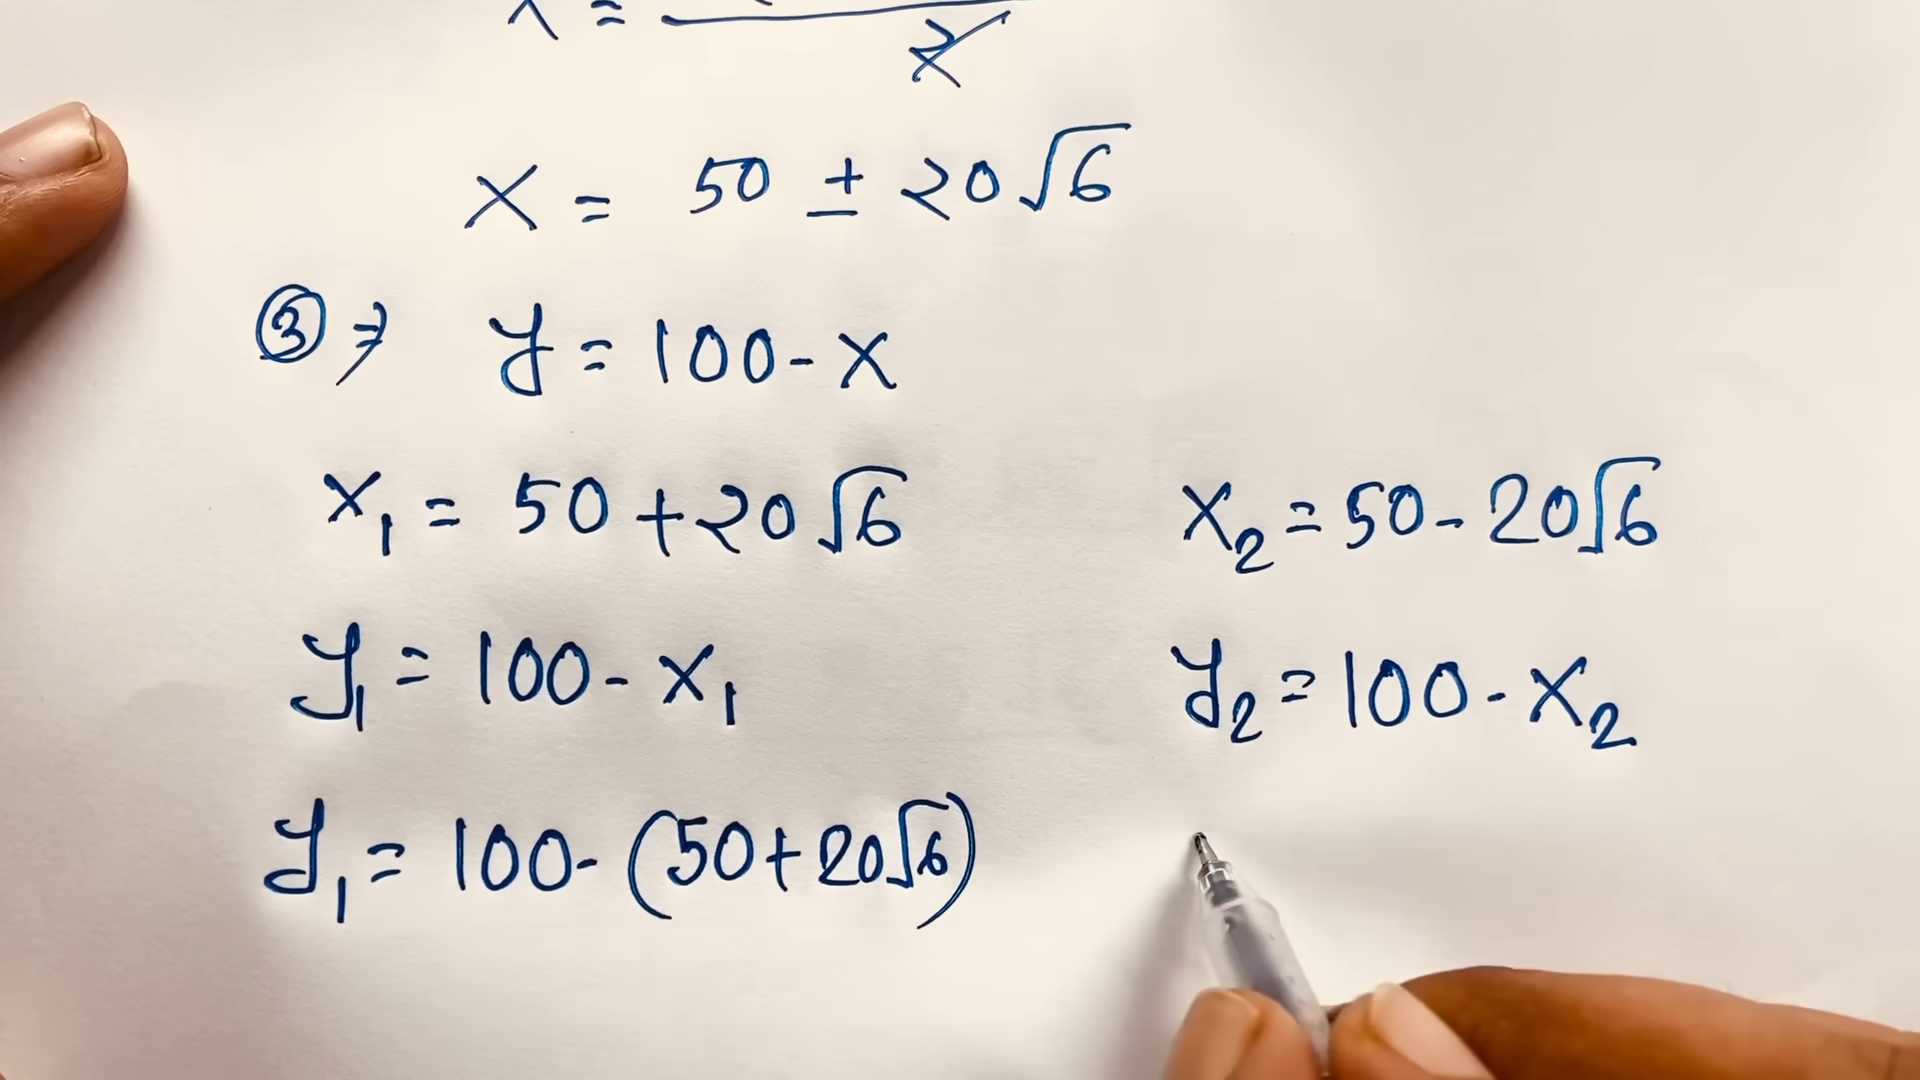 x =
2
x = 50 ± 20√6
③ ⇒ y = 100 - x
x₁ = 50 + 20√6
x₂ = 50 - 20√6
y₁ = 100 - x₁
y₂ = 100 - x₂
y₁ = 100 - (50 + 20√6)